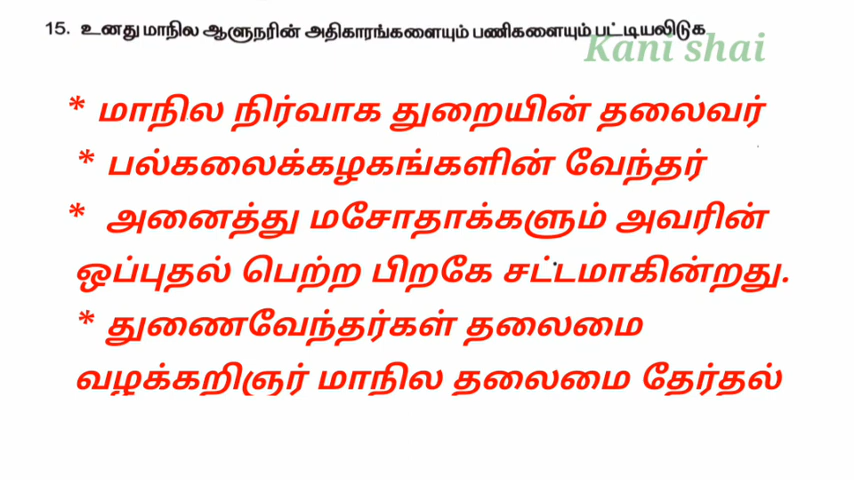 15. உனது மாநில ஆளுநரின் அதிகாரங்களையும் பணிகளையும் பட்டியலிடுக
Kani shai
* மாநில நிர்வாக துறையின் தலைவர்
* பல்கலைக்கழகங்களின் வேந்தர்
* அனைத்து மசோதாக்களும் அவரின்
ஒப்புதல் பெற்ற பிறகே சட்டமாகின்றது.
* துணைவேந்தர்கள் தலைமை
வழக்கறிஞர் மாநில தலைமை தேர்தல்